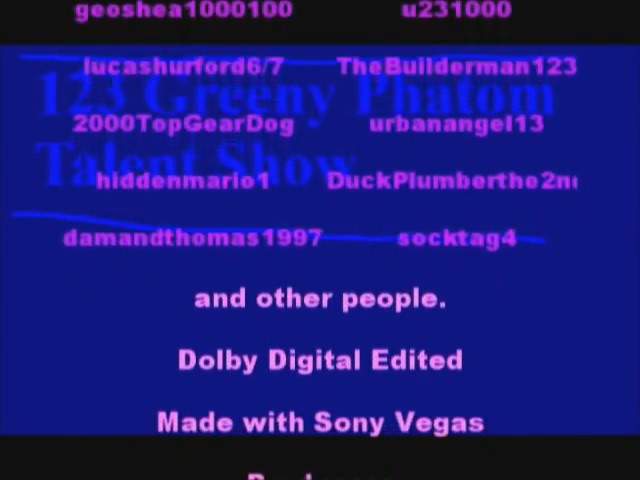 geoshea1000100 u231000
lucashurford6/7 TheBuilderman123
123 Greeny Phatom
2000TopGearDog urbanangel13
Talent Show
hiddenmario1 DuckPlumberthe2n
damandthomas1997 socktag4
and other people.
Dolby Digital Edited
Made with Sony Vegas